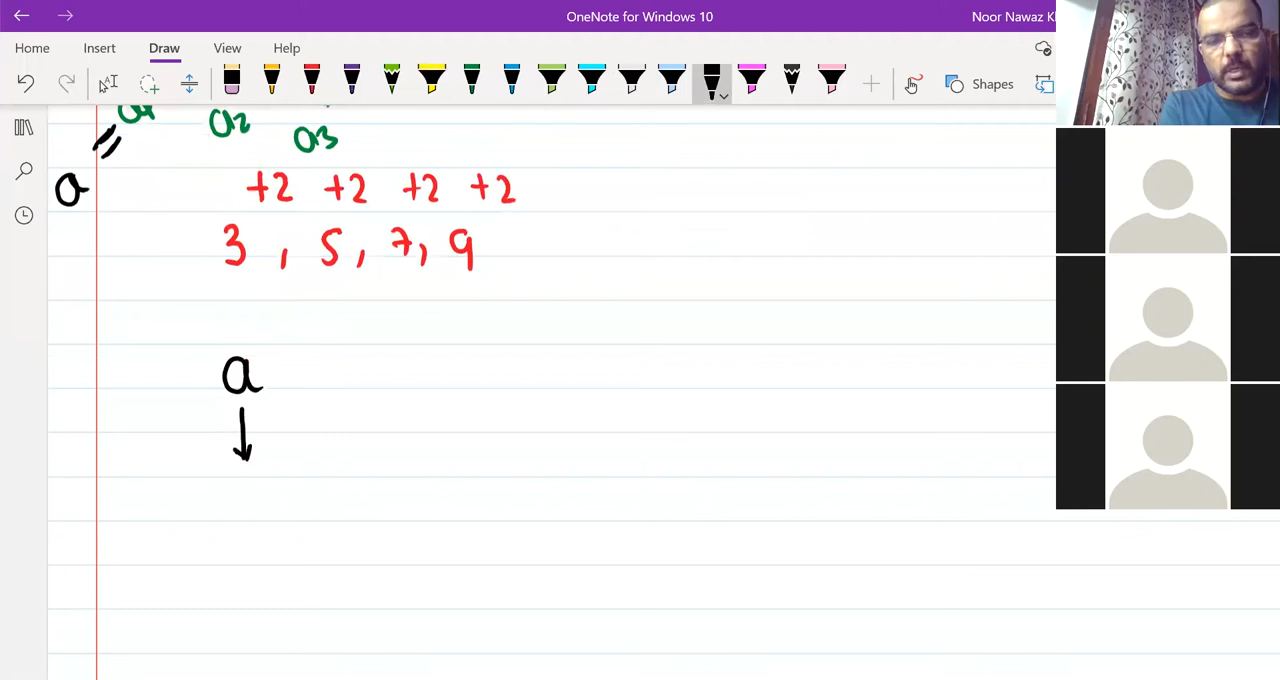 OneNote for Windows 10
Noor Nawaz Kh
Home Insert Draw View Help
Shapes
a2
a3
a
+2 +2 +2 +2
3 , 5 , 7 , 9
a